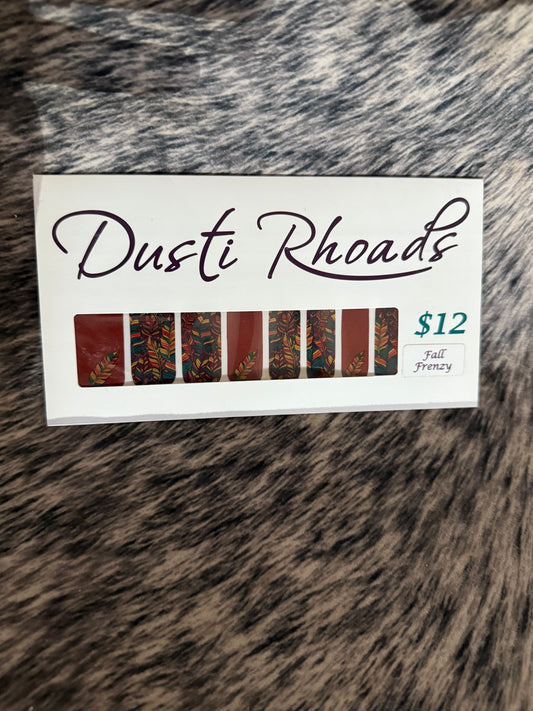 Dusti Rhoads
$12
Fall
Frenzy